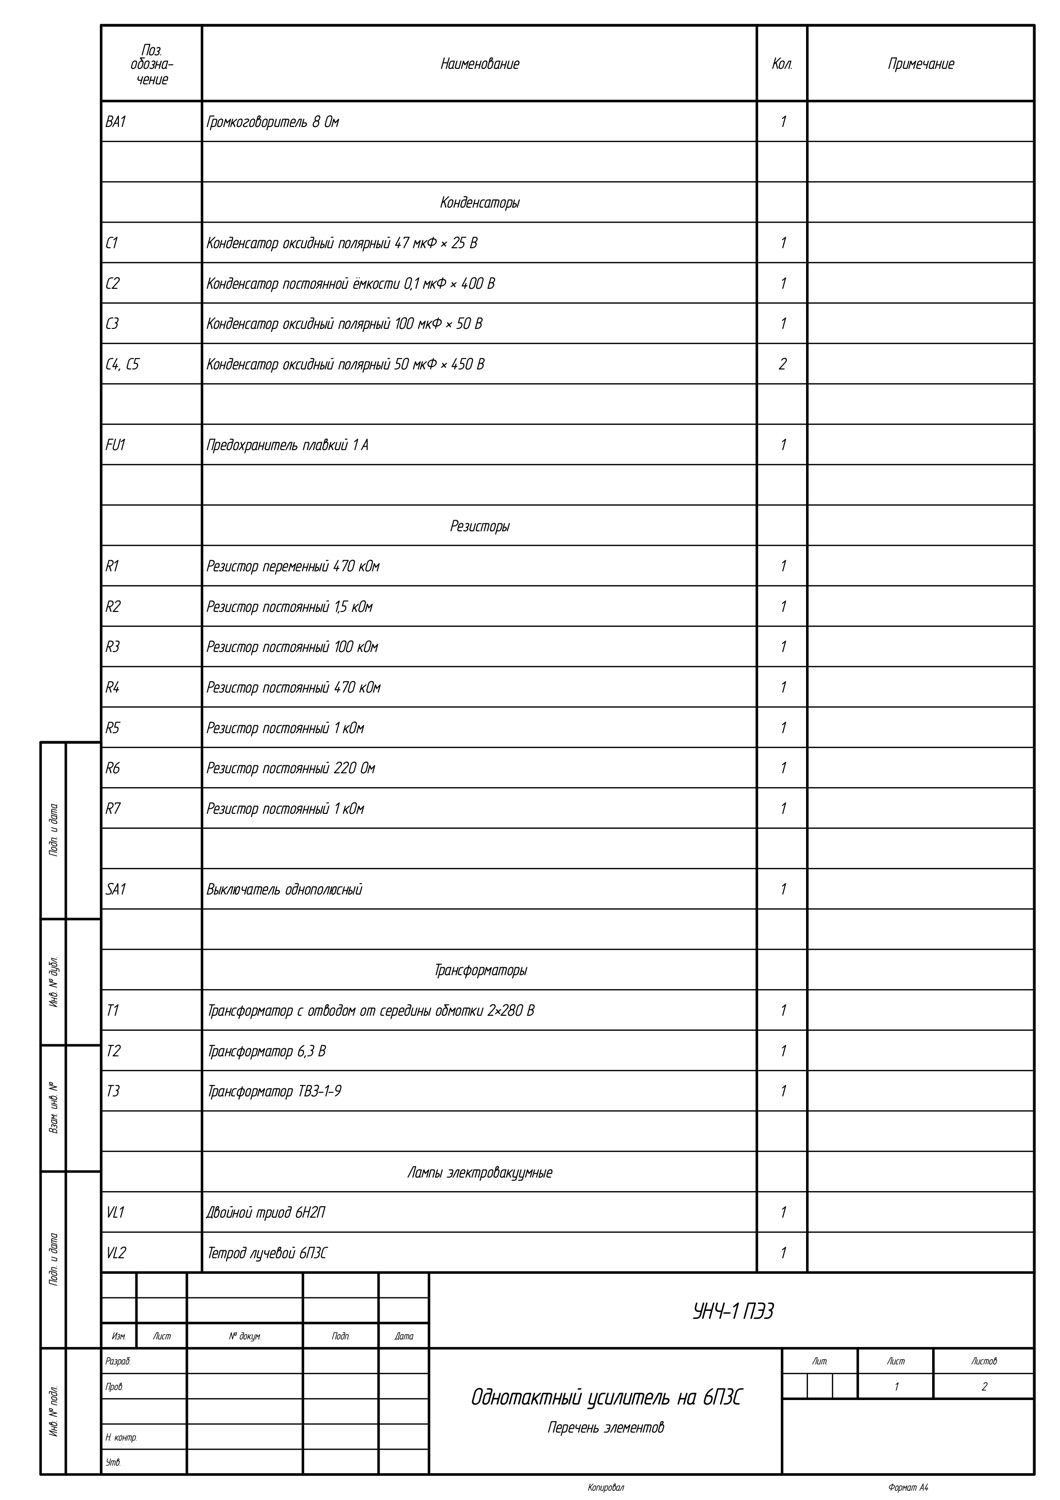 Поз. обозна- чение Наименование Кол. Примечание
BA1 Громкоговоритель 8 Ом 1
Конденсаторы
C1 Конденсатор оксидный полярный 47 мкФ × 25 В 1
C2 Конденсатор постоянной ёмкости 0,1 мкФ × 400 В 1
C3 Конденсатор оксидный полярный 100 мкФ × 50 В 1
C4, C5 Конденсатор оксидный полярный 50 мкФ × 450 В 2
FU1 Предохранитель плавкий 1 А 1
Резисторы
R1 Резистор переменный 470 кОм 1
R2 Резистор постоянный 1,5 кОм 1
R3 Резистор постоянный 100 кОм 1
R4 Резистор постоянный 470 кОм 1
R5 Резистор постоянный 1 кОм 1
R6 Резистор постоянный 220 Ом 1
R7 Резистор постоянный 1 кОм 1
SA1 Выключатель однополюсный 1
Трансформаторы
T1 Трансформатор с отводом от середины обмотки 2×280 В 1
T2 Трансформатор 6,3 В 1
T3 Трансформатор ТВЗ-1-9 1
Лампы электровакуумные
VL1 Двойной триод 6Н2П 1
VL2 Тетрод лучевой 6П3С 1
Подп. и дата
Инв. № дубл.
Взам. инв. №
Подп. и дата
Инв. № подл.
УНЧ-1 ПЭ3
Изм Лист № докум. Подп. Дата
Разраб.
Пров.
Н. контр.
Утв.
Однотактный усилитель на 6П3С
Перечень элементов
Лит. Лист Листов
1 2
Копировал Формат А4